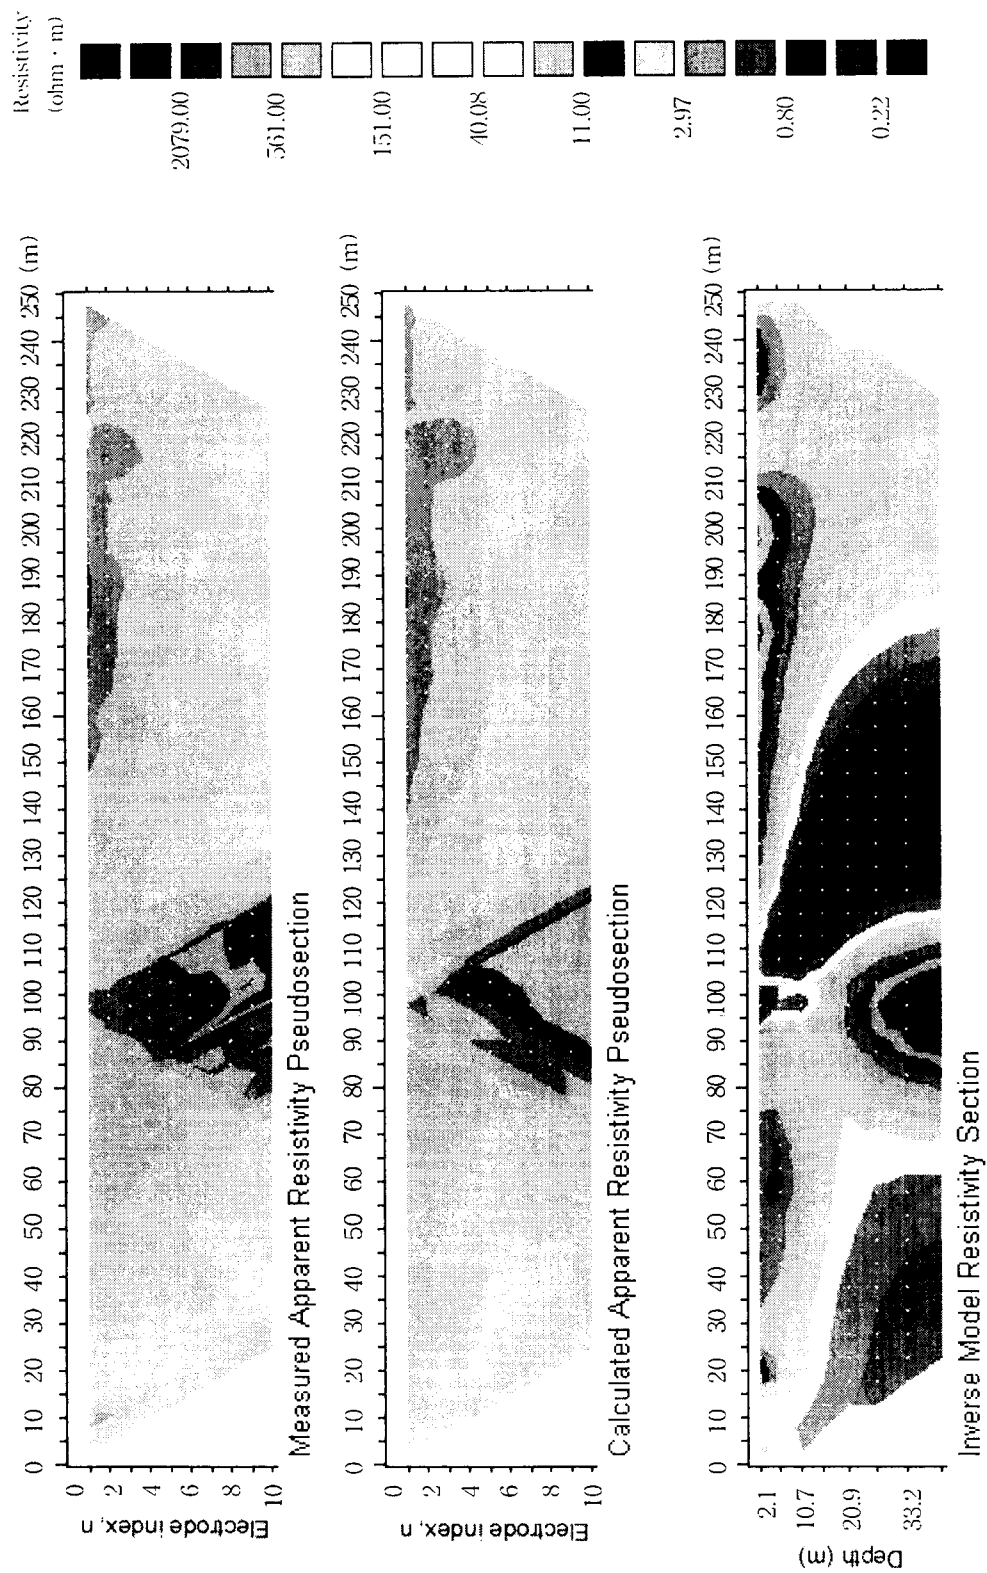 Resistivity
(ohm · m)
2079.00
561.00
151.00
40.08
11.00
2.97
0.80
0.22
0 10 20 30 40 50 60 70 80 90 100 110 120 130 140 150 160 170 180 190 200 210 220 230 240 250 (m)
0
2
4
6
8
10
Electrode index, n
Measured Apparent Resistivity Pseudosection
0 10 20 30 40 50 60 70 80 90 100 110 120 130 140 150 160 170 180 190 200 210 220 230 240 250 (m)
0
2
4
6
8
10
Electrode index, n
Calculated Apparent Resistivity Pseudosection
0 10 20 30 40 50 60 70 80 90 100 110 120 130 140 150 160 170 180 190 200 210 220 230 240 250 (m)
2.1
10.7
20.9
33.2
Depth (m)
Inverse Model Resistivity Section